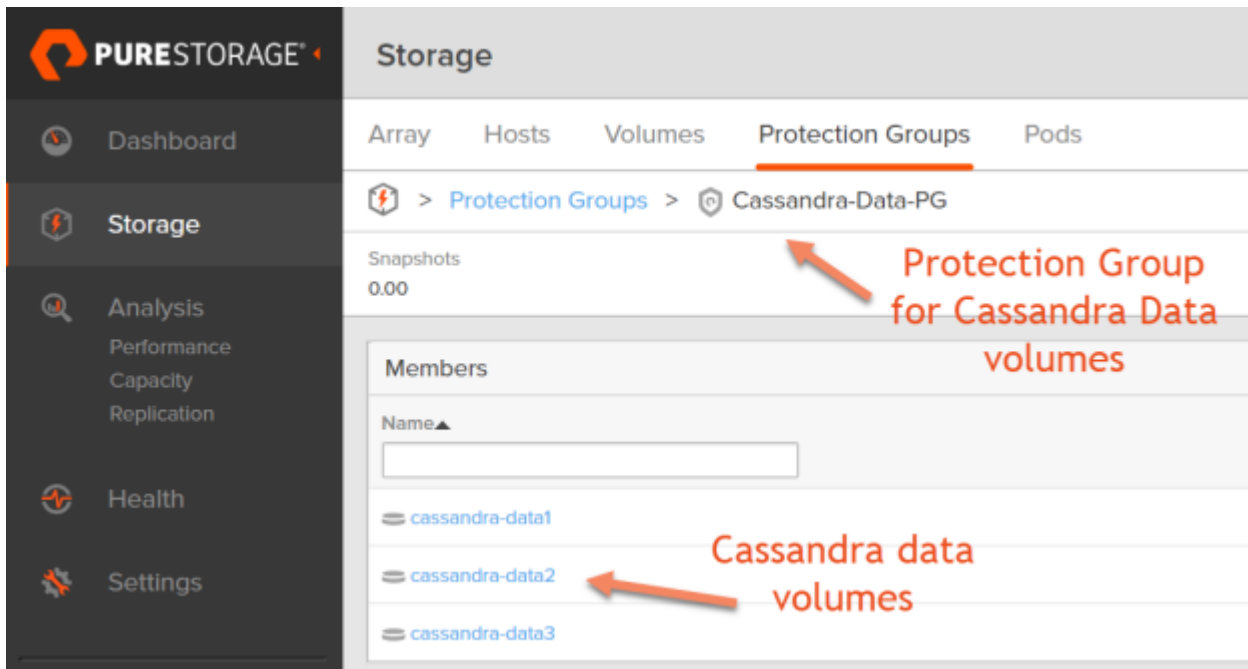 PURESTORAGE®
Dashboard
Storage
Analysis
Performance
Capacity
Replication
Health
Settings
Storage
Array Hosts Volumes Protection Groups Pods
> Protection Groups > Cassandra-Data-PG
Snapshots
0.00
Protection Group
for Cassandra Data
volumes
Members
Name▲
cassandra-data1
cassandra-data2
cassandra-data3
Cassandra data
volumes